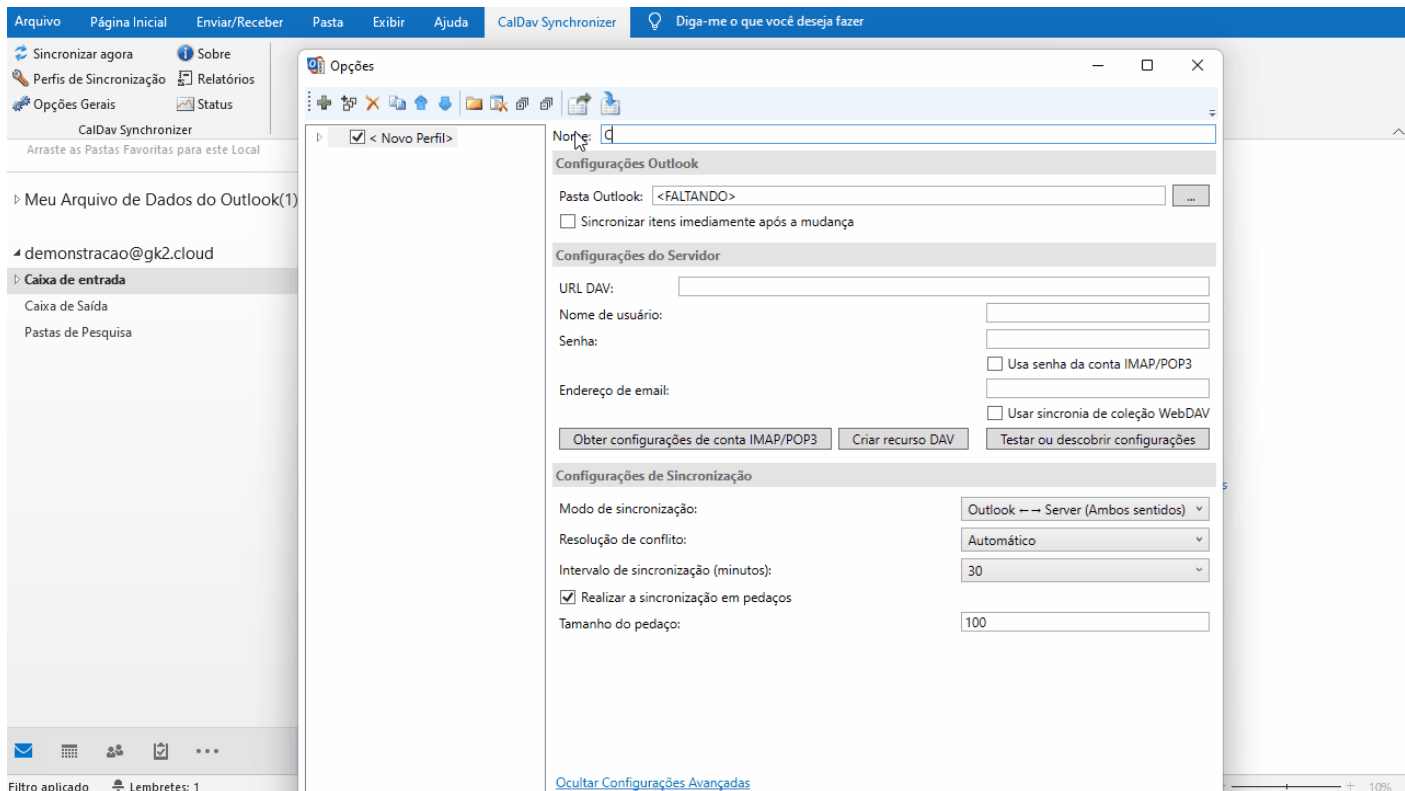 Arquivo Página Inicial Enviar/Receber Pasta Exibir Ajuda CalDav Synchronizer Diga-me o que você deseja fazer
Sincronizar agora Sobre
Perfis de Sincronização Relatórios
Opções Gerais Status
CalDav Synchronizer
Arraste as Pastas Favoritas para este Local
Meu Arquivo de Dados do Outlook(1)
demonstracao@gk2.cloud
Caixa de entrada
Caixa de Saída
Pastas de Pesquisa
Filtro aplicado Lembretes: 1
Opções
< Novo Perfil>
Nome: C
Configurações Outlook
Pasta Outlook: <FALTANDO> ...
Sincronizar itens imediamente após a mudança
Configurações do Servidor
URL DAV:
Nome de usuário:
Senha:
Usa senha da conta IMAP/POP3
Endereço de email:
Usar sincronia de coleção WebDAV
Obter configurações de conta IMAP/POP3 Criar recurso DAV Testar ou descobrir configurações
Configurações de Sincronização
Modo de sincronização: Outlook ←→ Server (Ambos sentidos)
Resolução de conflito: Automático
Intervalo de sincronização (minutos): 30
Realizar a sincronização em pedaços
Tamanho do pedaço: 100
Ocultar Configurações Avançadas
10%